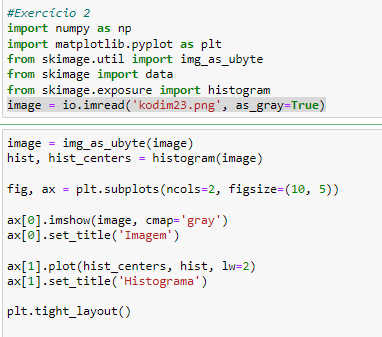 #Exercício 2
import numpy as np
import matplotlib.pyplot as plt
from skimage.util import img_as_ubyte
from skimage import data
from skimage.exposure import histogram
image = io.imread('kodim23.png', as_gray=True)
image = img_as_ubyte(image)
hist, hist_centers = histogram(image)
fig, ax = plt.subplots(ncols=2, figsize=(10, 5))
ax[0].imshow(image, cmap='gray')
ax[0].set_title('Imagem')
ax[1].plot(hist_centers, hist, lw=2)
ax[1].set_title('Histograma')
plt.tight_layout()